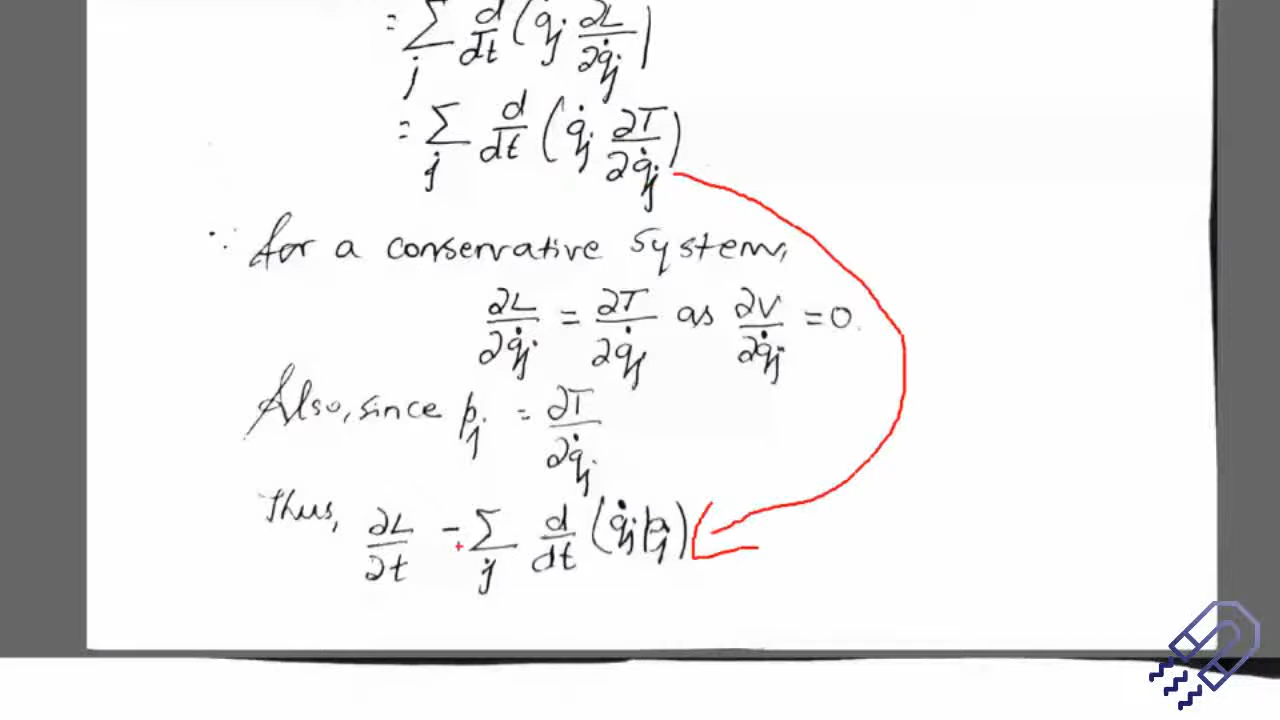 = Σ_j d/dt (q̇_j ∂L/∂q̇_j)
= Σ_j d/dt (q̇_j ∂T/∂q̇_j)
∵ for a conservative system,
∂L/∂q̇_j = ∂T/∂q̇_j as ∂V/∂q̇_j = 0.
Also, since p_j = ∂T/∂q̇_j
Thus, ∂L/∂t = Σ_j d/dt (q̇_j p_j)